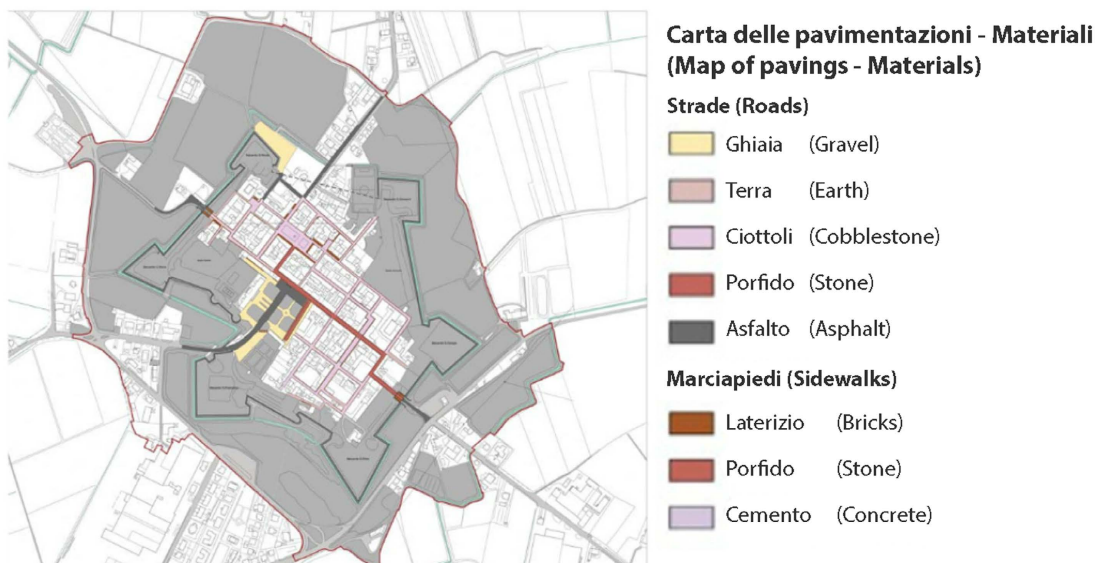 Carta delle pavimentazioni - Materiali
(Map of pavings - Materials)
Strade (Roads)
Ghiaia (Gravel)
Terra (Earth)
Ciottoli (Cobblestone)
Porfido (Stone)
Asfalto (Asphalt)
Marciapiedi (Sidewalks)
Laterizio (Bricks)
Porfido (Stone)
Cemento (Concrete)